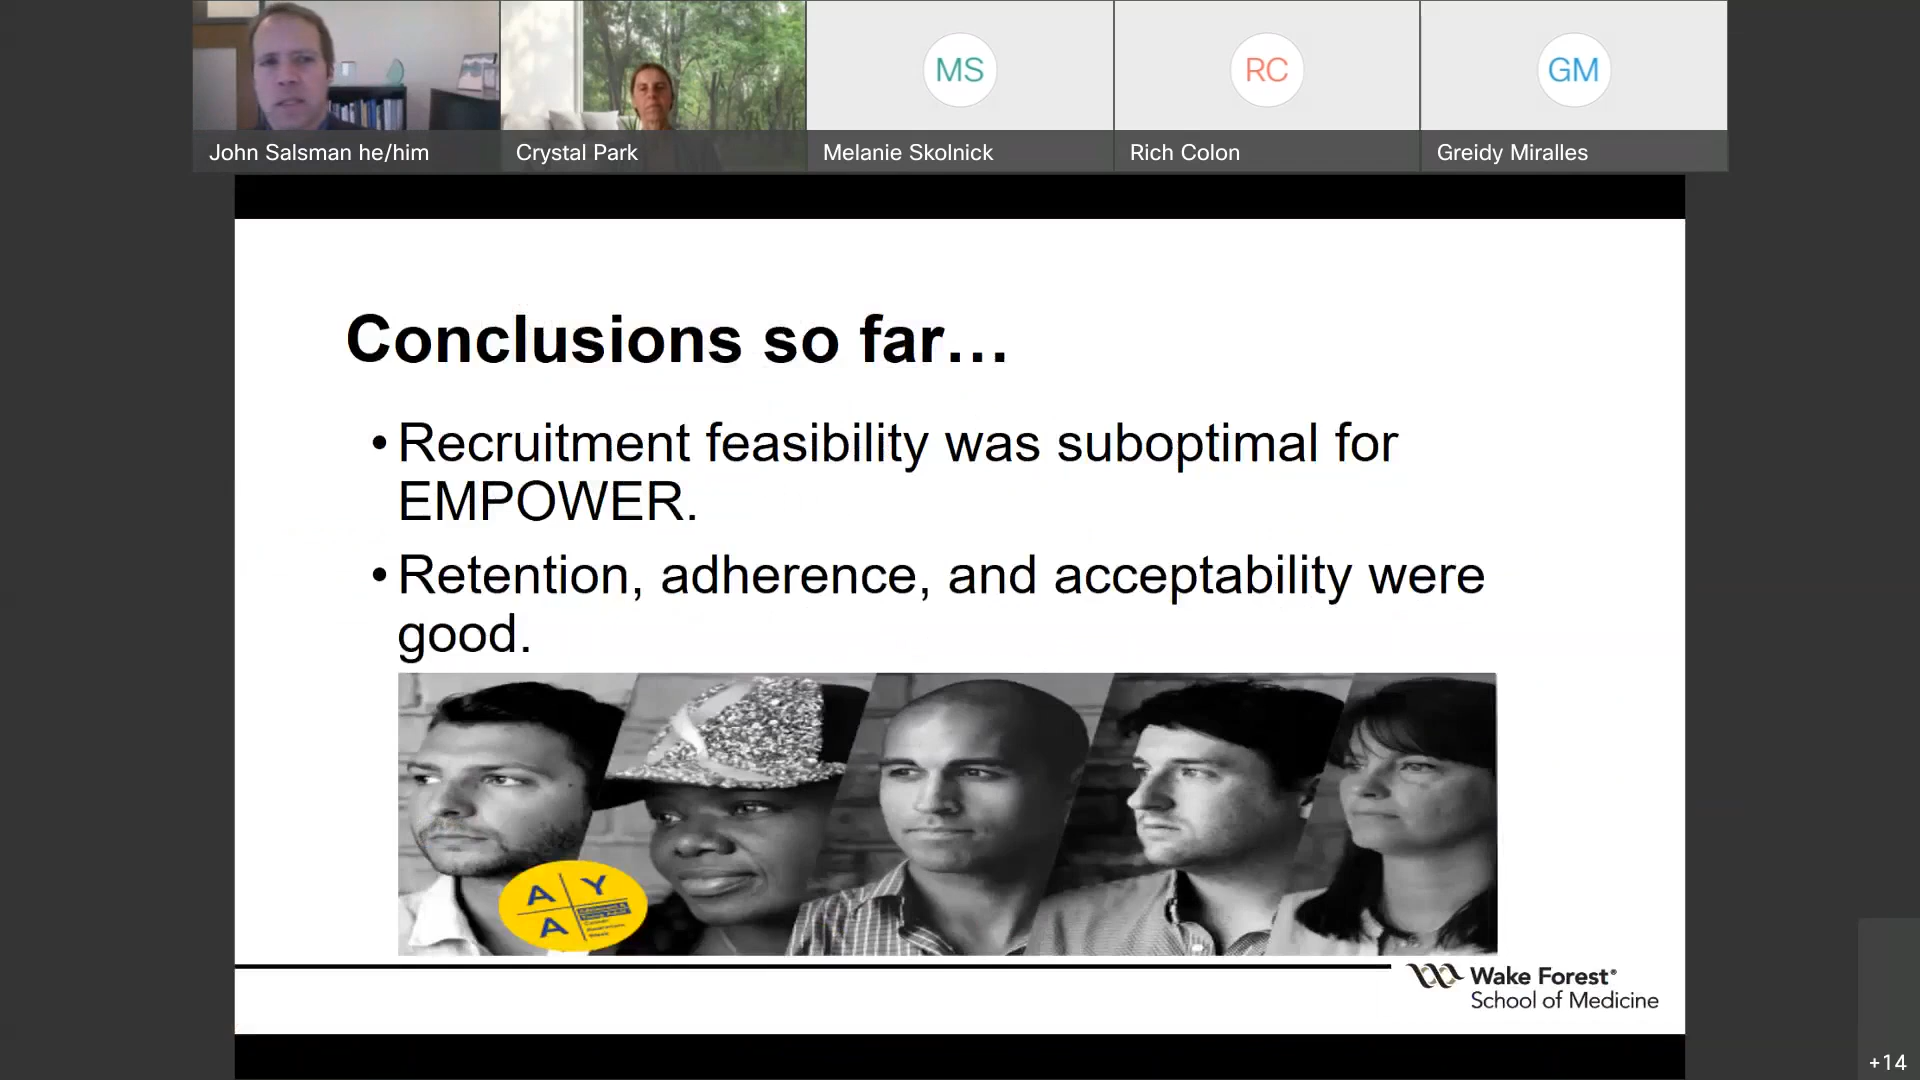 MS
RC
GM
John Salsman he/him
Crystal Park
Melanie Skolnick
Rich Colon
Greidy Miralles
Conclusions so far…
• Recruitment feasibility was suboptimal for
EMPOWER.
• Retention, adherence, and acceptability were
good.
A Y
A
Wake Forest®
School of Medicine
+14